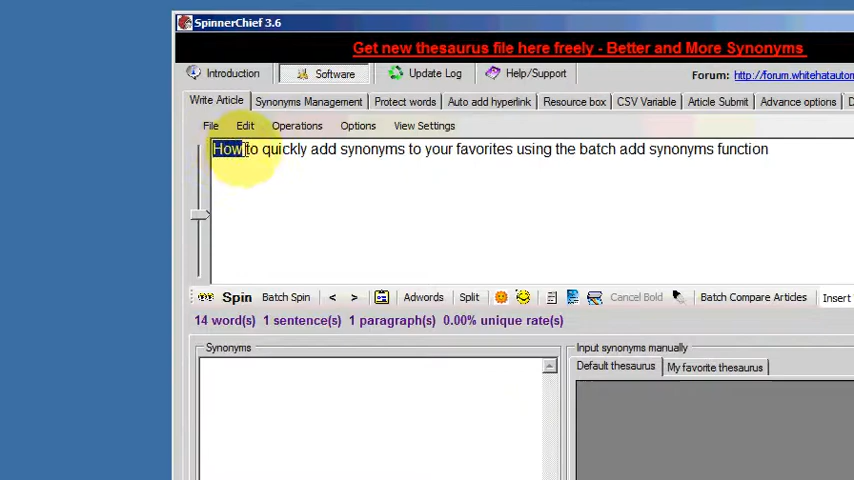 SpinnerChief 3.6
Get new thesaurus file here freely - Better and More Synonyms
Introduction Software Update Log Help/Support Forum: http://forum.whitehatautom
Write Article Synonyms Management Protect words Auto add hyperlink Resource box CSV Variable Article Submit Advance options D
File Edit Operations Options View Settings
How to quickly add synonyms to your favorites using the batch add synonyms function
Spin Batch Spin < > Adwords Split Cancel Bold Batch Compare Articles Insert
14 word(s) 1 sentence(s) 1 paragraph(s) 0.00% unique rate(s)
Synonyms Input synonyms manually
Default thesaurus My favorite thesaurus